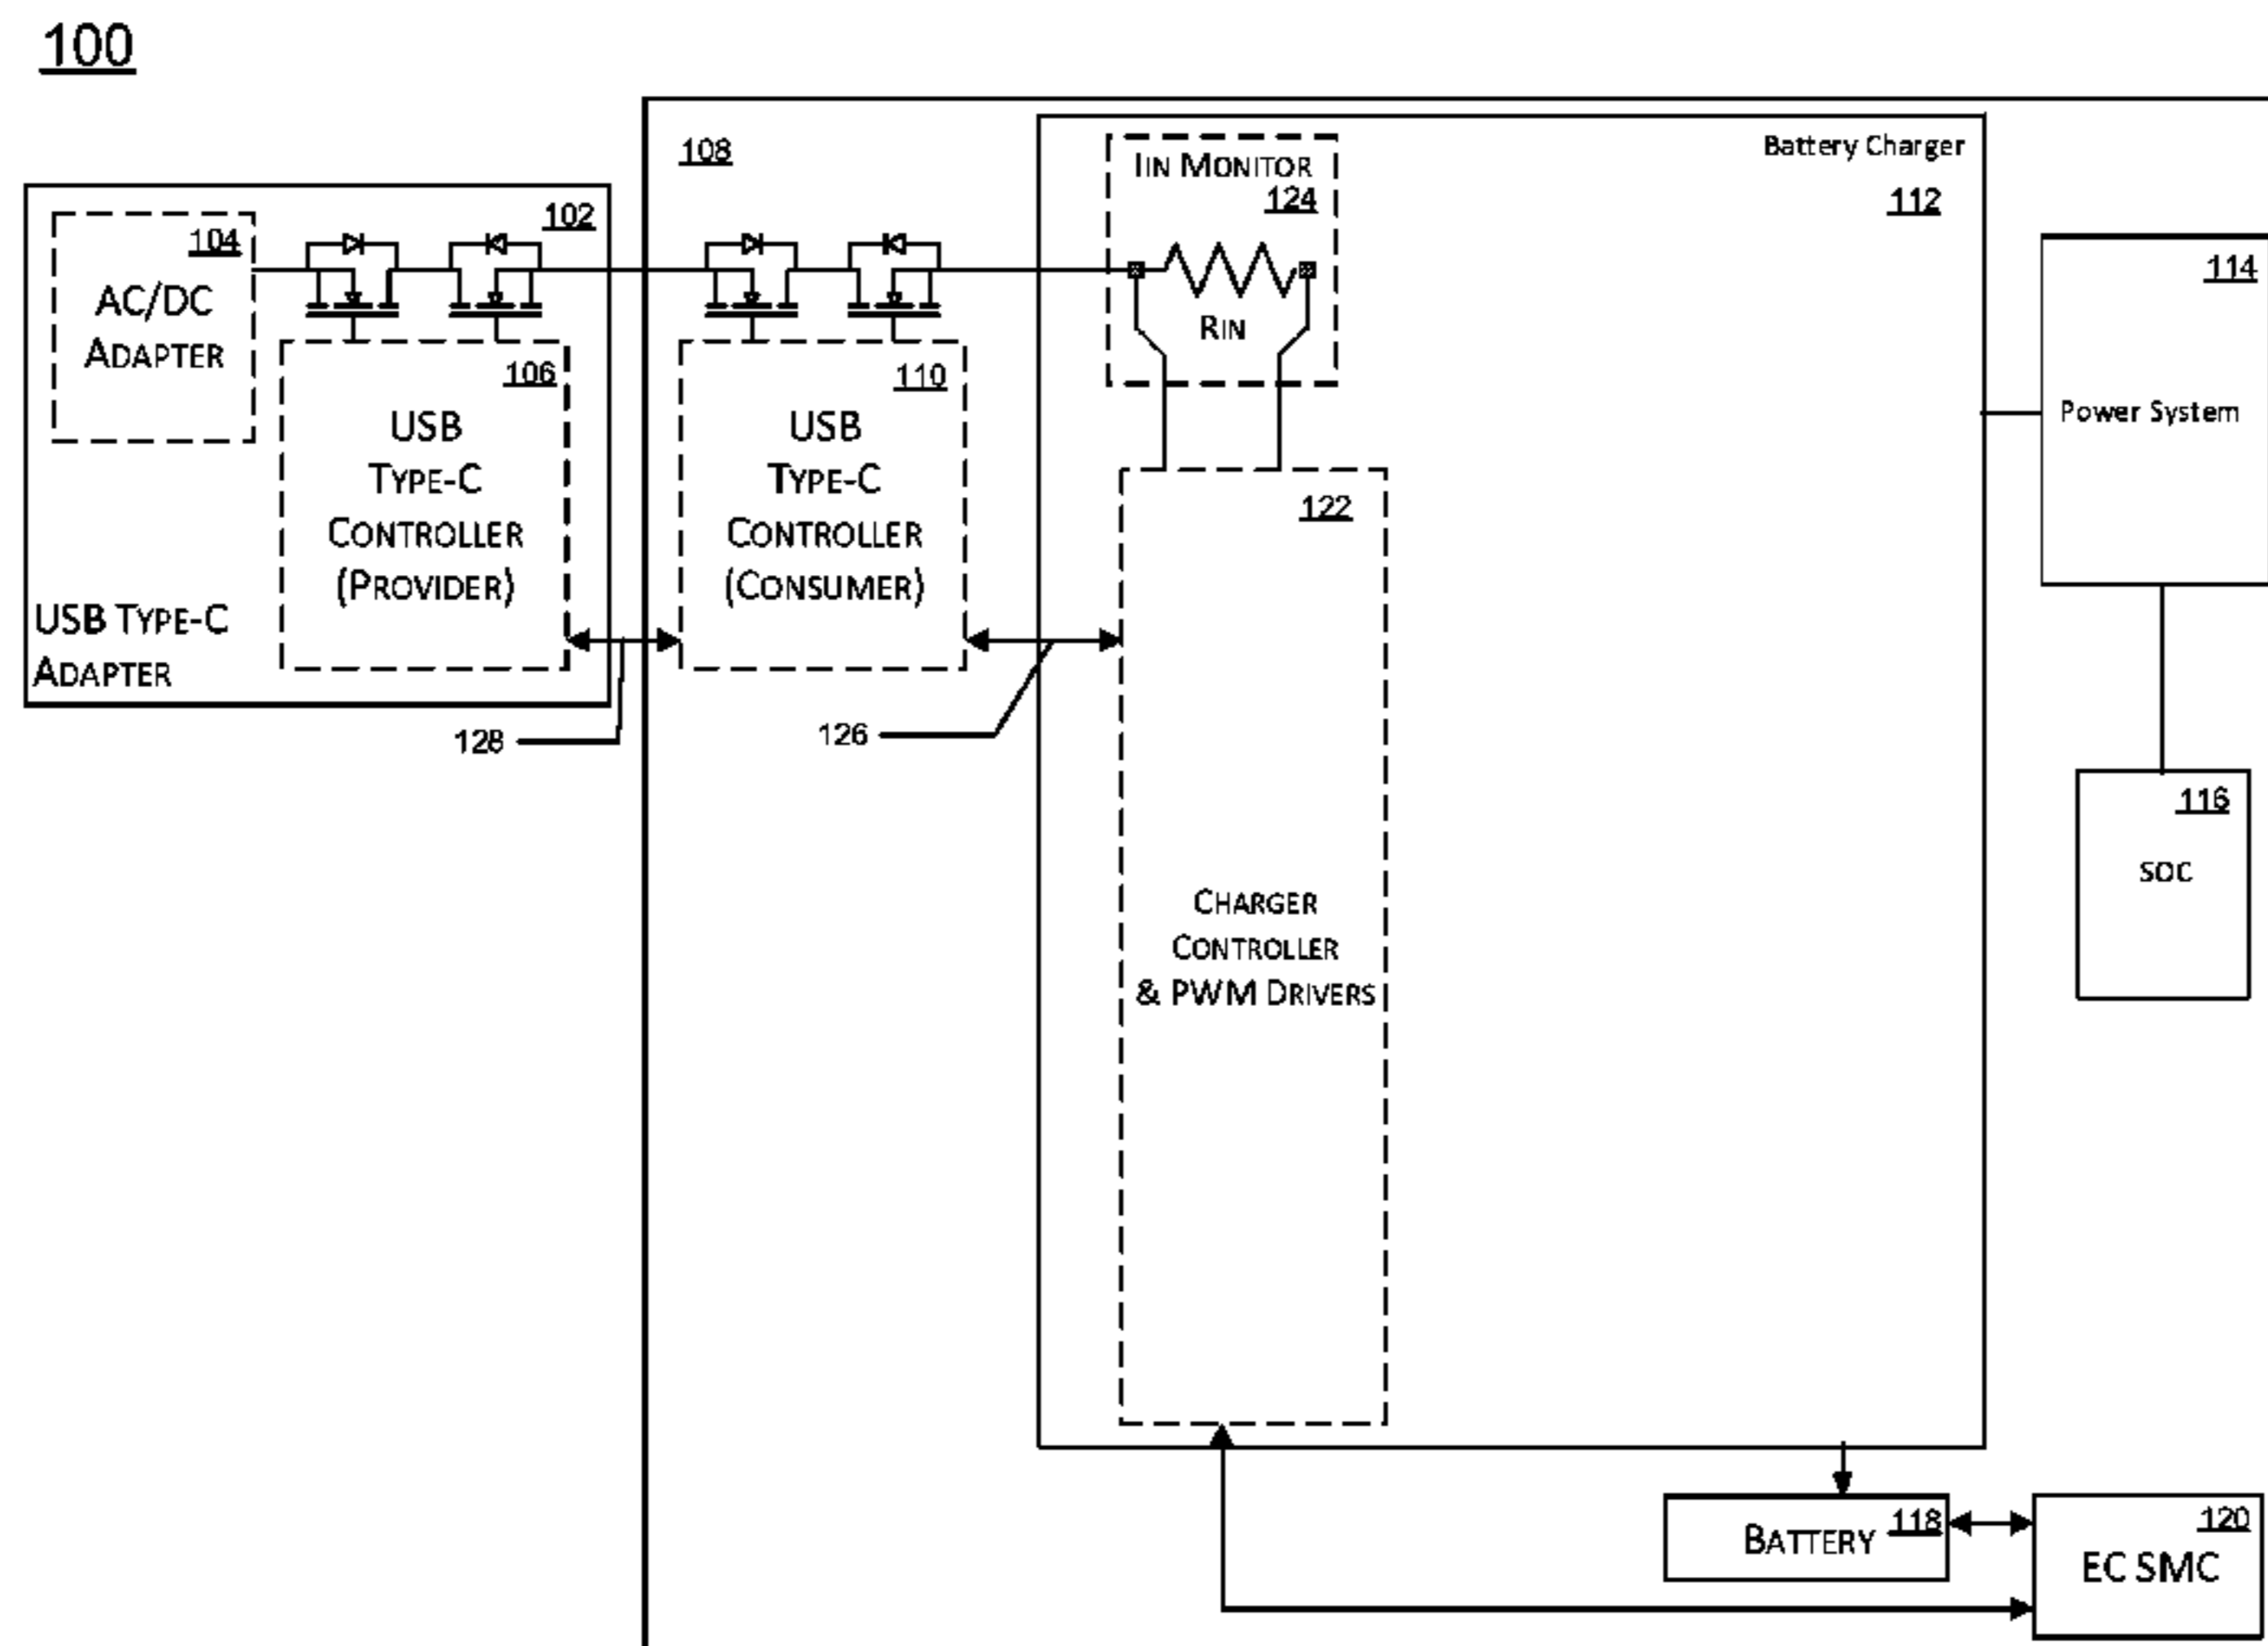 100
102
104
AC/DC
ADAPTER
106
USB
TYPE-C
CONTROLLER
(PROVIDER)
USB TYPE-C
ADAPTER
128
108
110
USB
TYPE-C
CONTROLLER
(CONSUMER)
126
IIN MONITOR
124
RIN
Battery Charger
112
122
CHARGER
CONTROLLER
& PWM DRIVERS
114
Power System
116
SOC
118
BATTERY
120
EC SMC